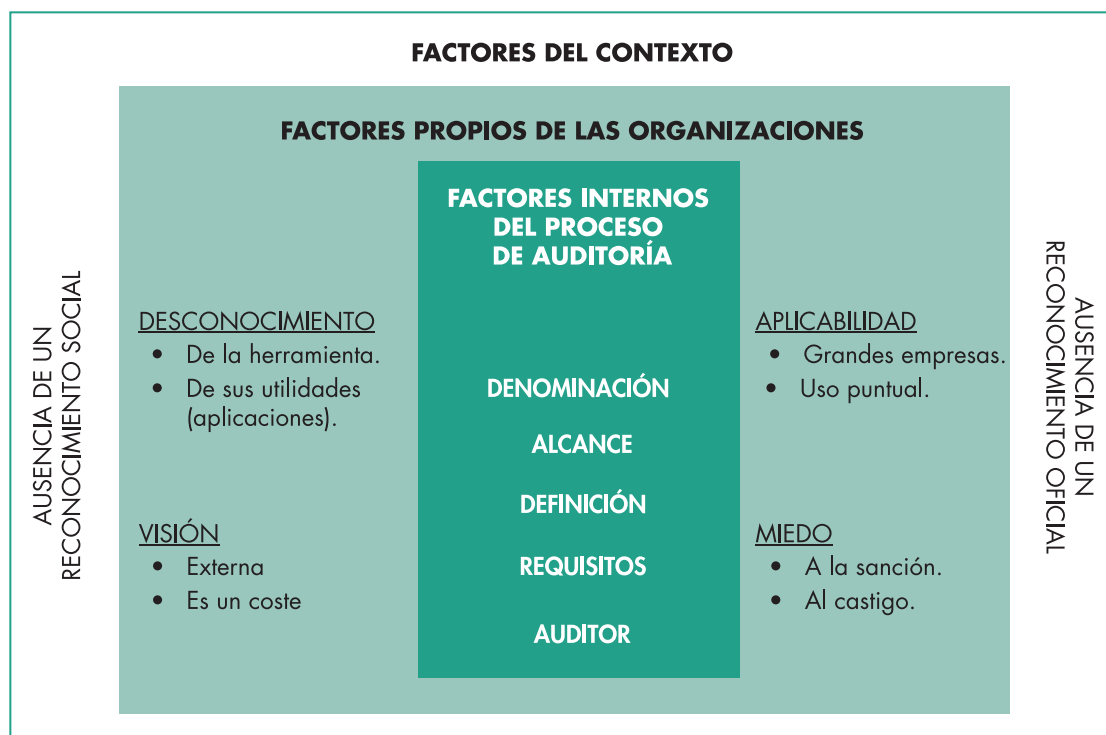 FACTORES DEL CONTEXTO
FACTORES PROPIOS DE LAS ORGANIZACIONES
FACTORES INTERNOS
DEL PROCESO
DE AUDITORÍA
AUSENCIA DE UN
RECONOCIMIENTO SOCIAL
DESCONOCIMIENTO
• De la herramienta.
• De sus utilidades
(aplicaciones).
VISIÓN
• Externa
• Es un coste
DENOMINACIÓN
ALCANCE
DEFINICIÓN
REQUISITOS
AUDITOR
APLICABILIDAD
• Grandes empresas.
• Uso puntual.
MIEDO
• A la sanción.
• Al castigo.
AUSENCIA DE UN
RECONOCIMIENTO OFICIAL